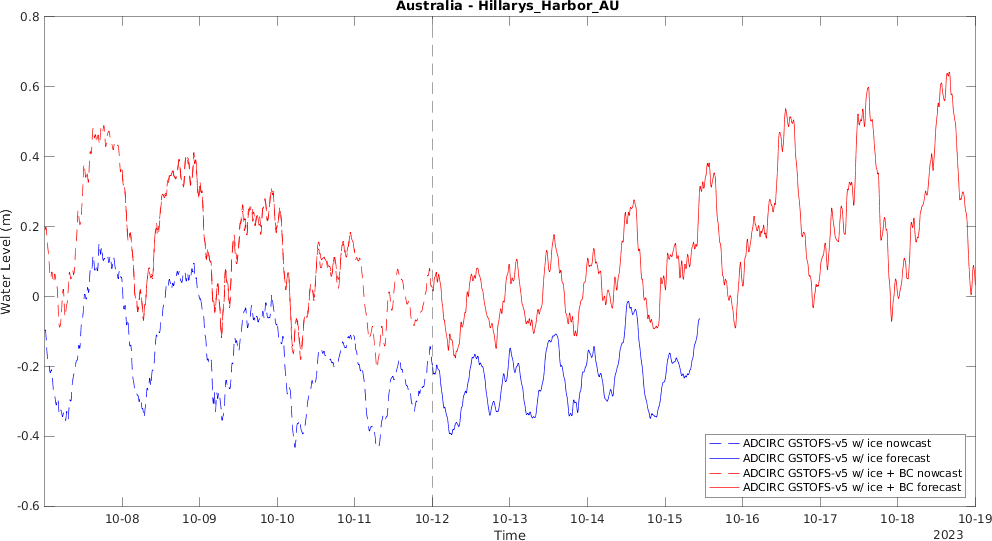 Australia - Hillarys_Harbor_AU
Water Level (m)
0.8
0.6
0.4
0.2
0
-0.2
-0.4
-0.6
ADCIRC GSTOFS-v5 w/ ice nowcast
ADCIRC GSTOFS-v5 w/ ice forecast
ADCIRC GSTOFS-v5 w/ ice + BC nowcast
ADCIRC GSTOFS-v5 w/ ice + BC forecast
10-08 10-09 10-10 10-11 10-12 10-13 10-14 10-15 10-16 10-17 10-18 10-19
Time
2023